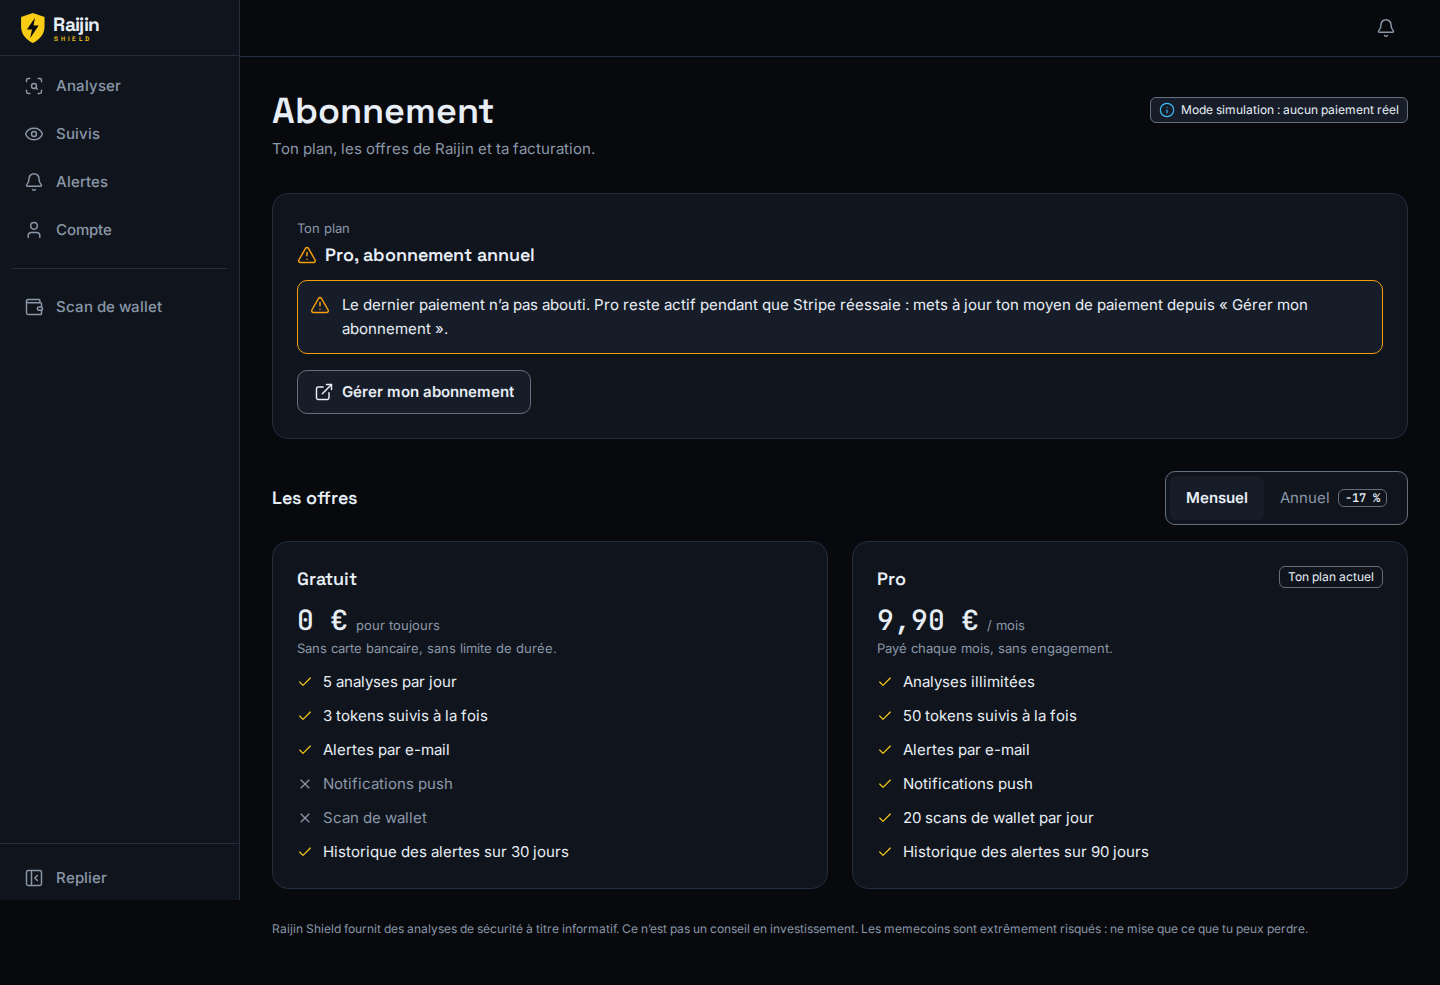 Raijin
SHIELD
Analyser
Suivis
Alertes
Compte
Scan de wallet
Replier
Abonnement
Mode simulation : aucun paiement réel
Ton plan, les offres de Raijin et ta facturation.
Ton plan
Pro, abonnement annuel
Le dernier paiement n’a pas abouti. Pro reste actif pendant que Stripe réessaie : mets à jour ton moyen de paiement depuis « Gérer mon
abonnement ».
Gérer mon abonnement
Les offres
Mensuel
Annuel -17 %
Gratuit
0 € pour toujours
Sans carte bancaire, sans limite de durée.
5 analyses par jour
3 tokens suivis à la fois
Alertes par e-mail
Notifications push
Scan de wallet
Historique des alertes sur 30 jours
Pro
Ton plan actuel
9,90 € / mois
Payé chaque mois, sans engagement.
Analyses illimitées
50 tokens suivis à la fois
Alertes par e-mail
Notifications push
20 scans de wallet par jour
Historique des alertes sur 90 jours
Raijin Shield fournit des analyses de sécurité à titre informatif. Ce n’est pas un conseil en investissement. Les memecoins sont extrêmement risqués : ne mise que ce que tu peux perdre.